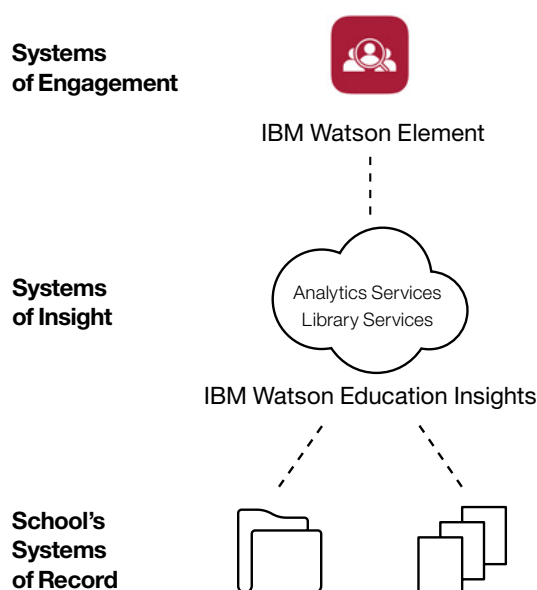 Systems
of Engagement
IBM Watson Element
Systems
of Insight
Analytics Services
Library Services
IBM Watson Education Insights
School’s
Systems
of Record